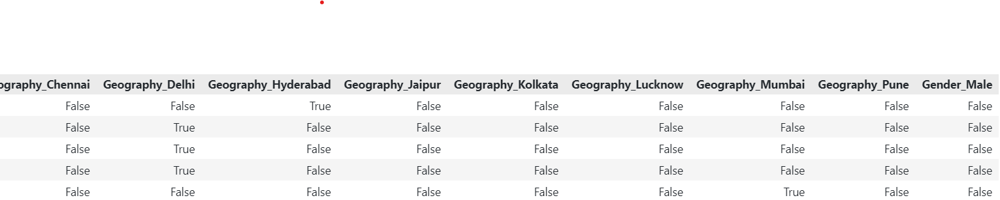 ography_Chennai Geography_Delhi Geography_Hyderabad Geography_Jaipur Geography_Kolkata Geography_Lucknow Geography_Mumbai Geography_Pune Gender_Male
False False True False False False False False False
False True False False False False False False False
False True False False False False False False False
False True False False False False False False False
False False False False False False True False False